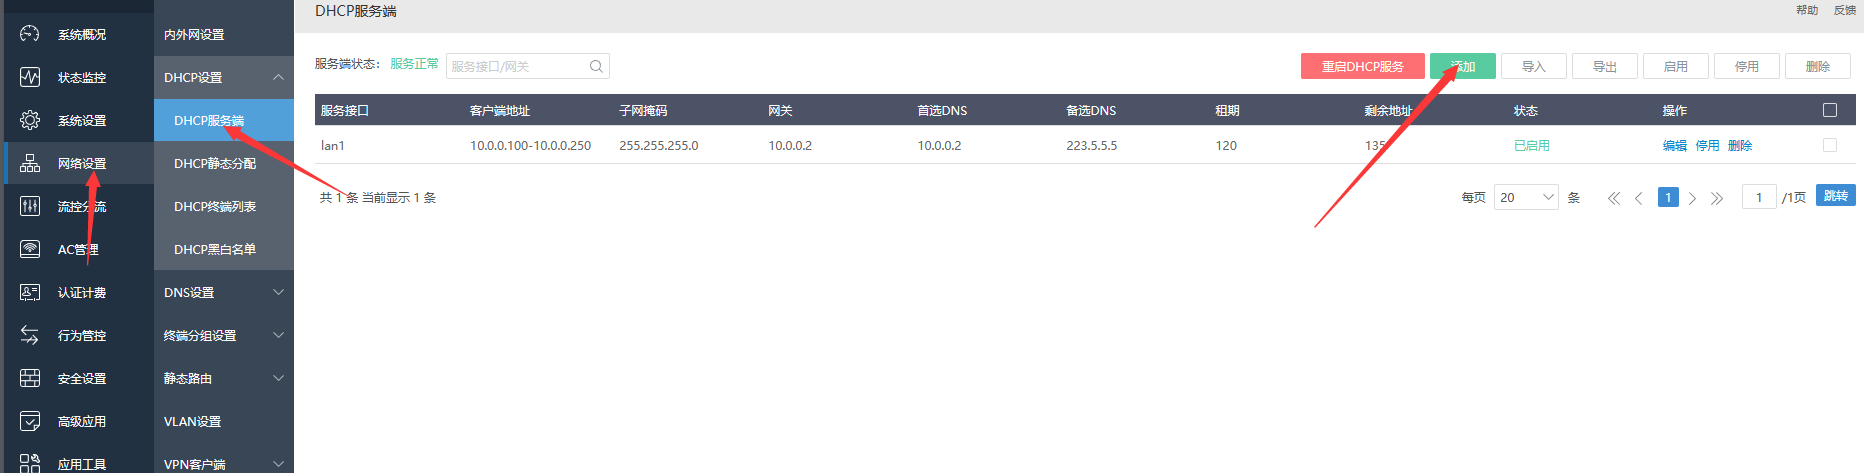 DHCP服务端
帮助 反馈
系统概况
状态监控
系统设置
网络设置
流控分流
AC管理
认证计费
行为管控
安全设置
高级应用
应用工具
内外网设置
DHCP设置
DHCP服务端
DHCP静态分配
DHCP终端列表
DHCP黑白名单
DNS设置
终端分组设置
静态路由
VLAN设置
VPN客户端
服务端状态: 服务正常 服务接口/网关 重启DHCP服务 添加 导入 导出 启用 停用 删除
服务接口 客户端地址 子网掩码 网关 首选DNS 备选DNS 租期 剩余地址 状态 操作
lan1 10.0.0.100-10.0.0.250 255.255.255.0 10.0.0.2 10.0.0.2 223.5.5.5 120 135 已启用 编辑 停用 删除
共 1 条 当前显示 1 条 每页 20 条 1 1 /1页 跳转